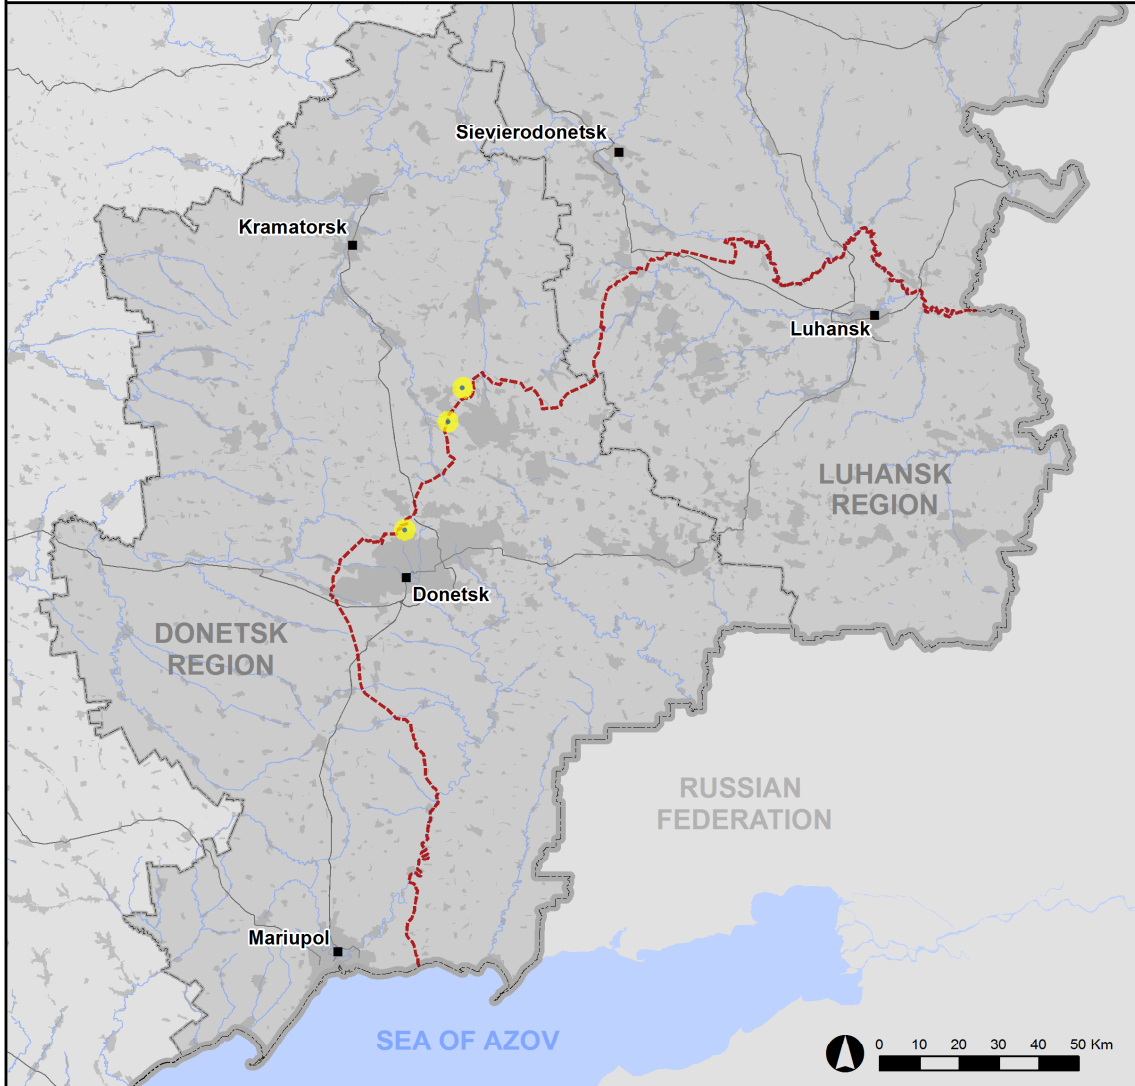 Sievierodonetsk
Kramatorsk
Luhansk
LUHANSK
REGION
Donetsk
DONETSK
REGION
RUSSIAN
FEDERATION
Mariupol
SEA OF AZOV
0 10 20 30 40 50 Km